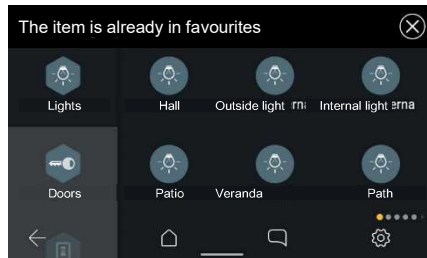 The item is already in favourites
Lights Hall Outside light Internal light
Doors Patio Veranda Path